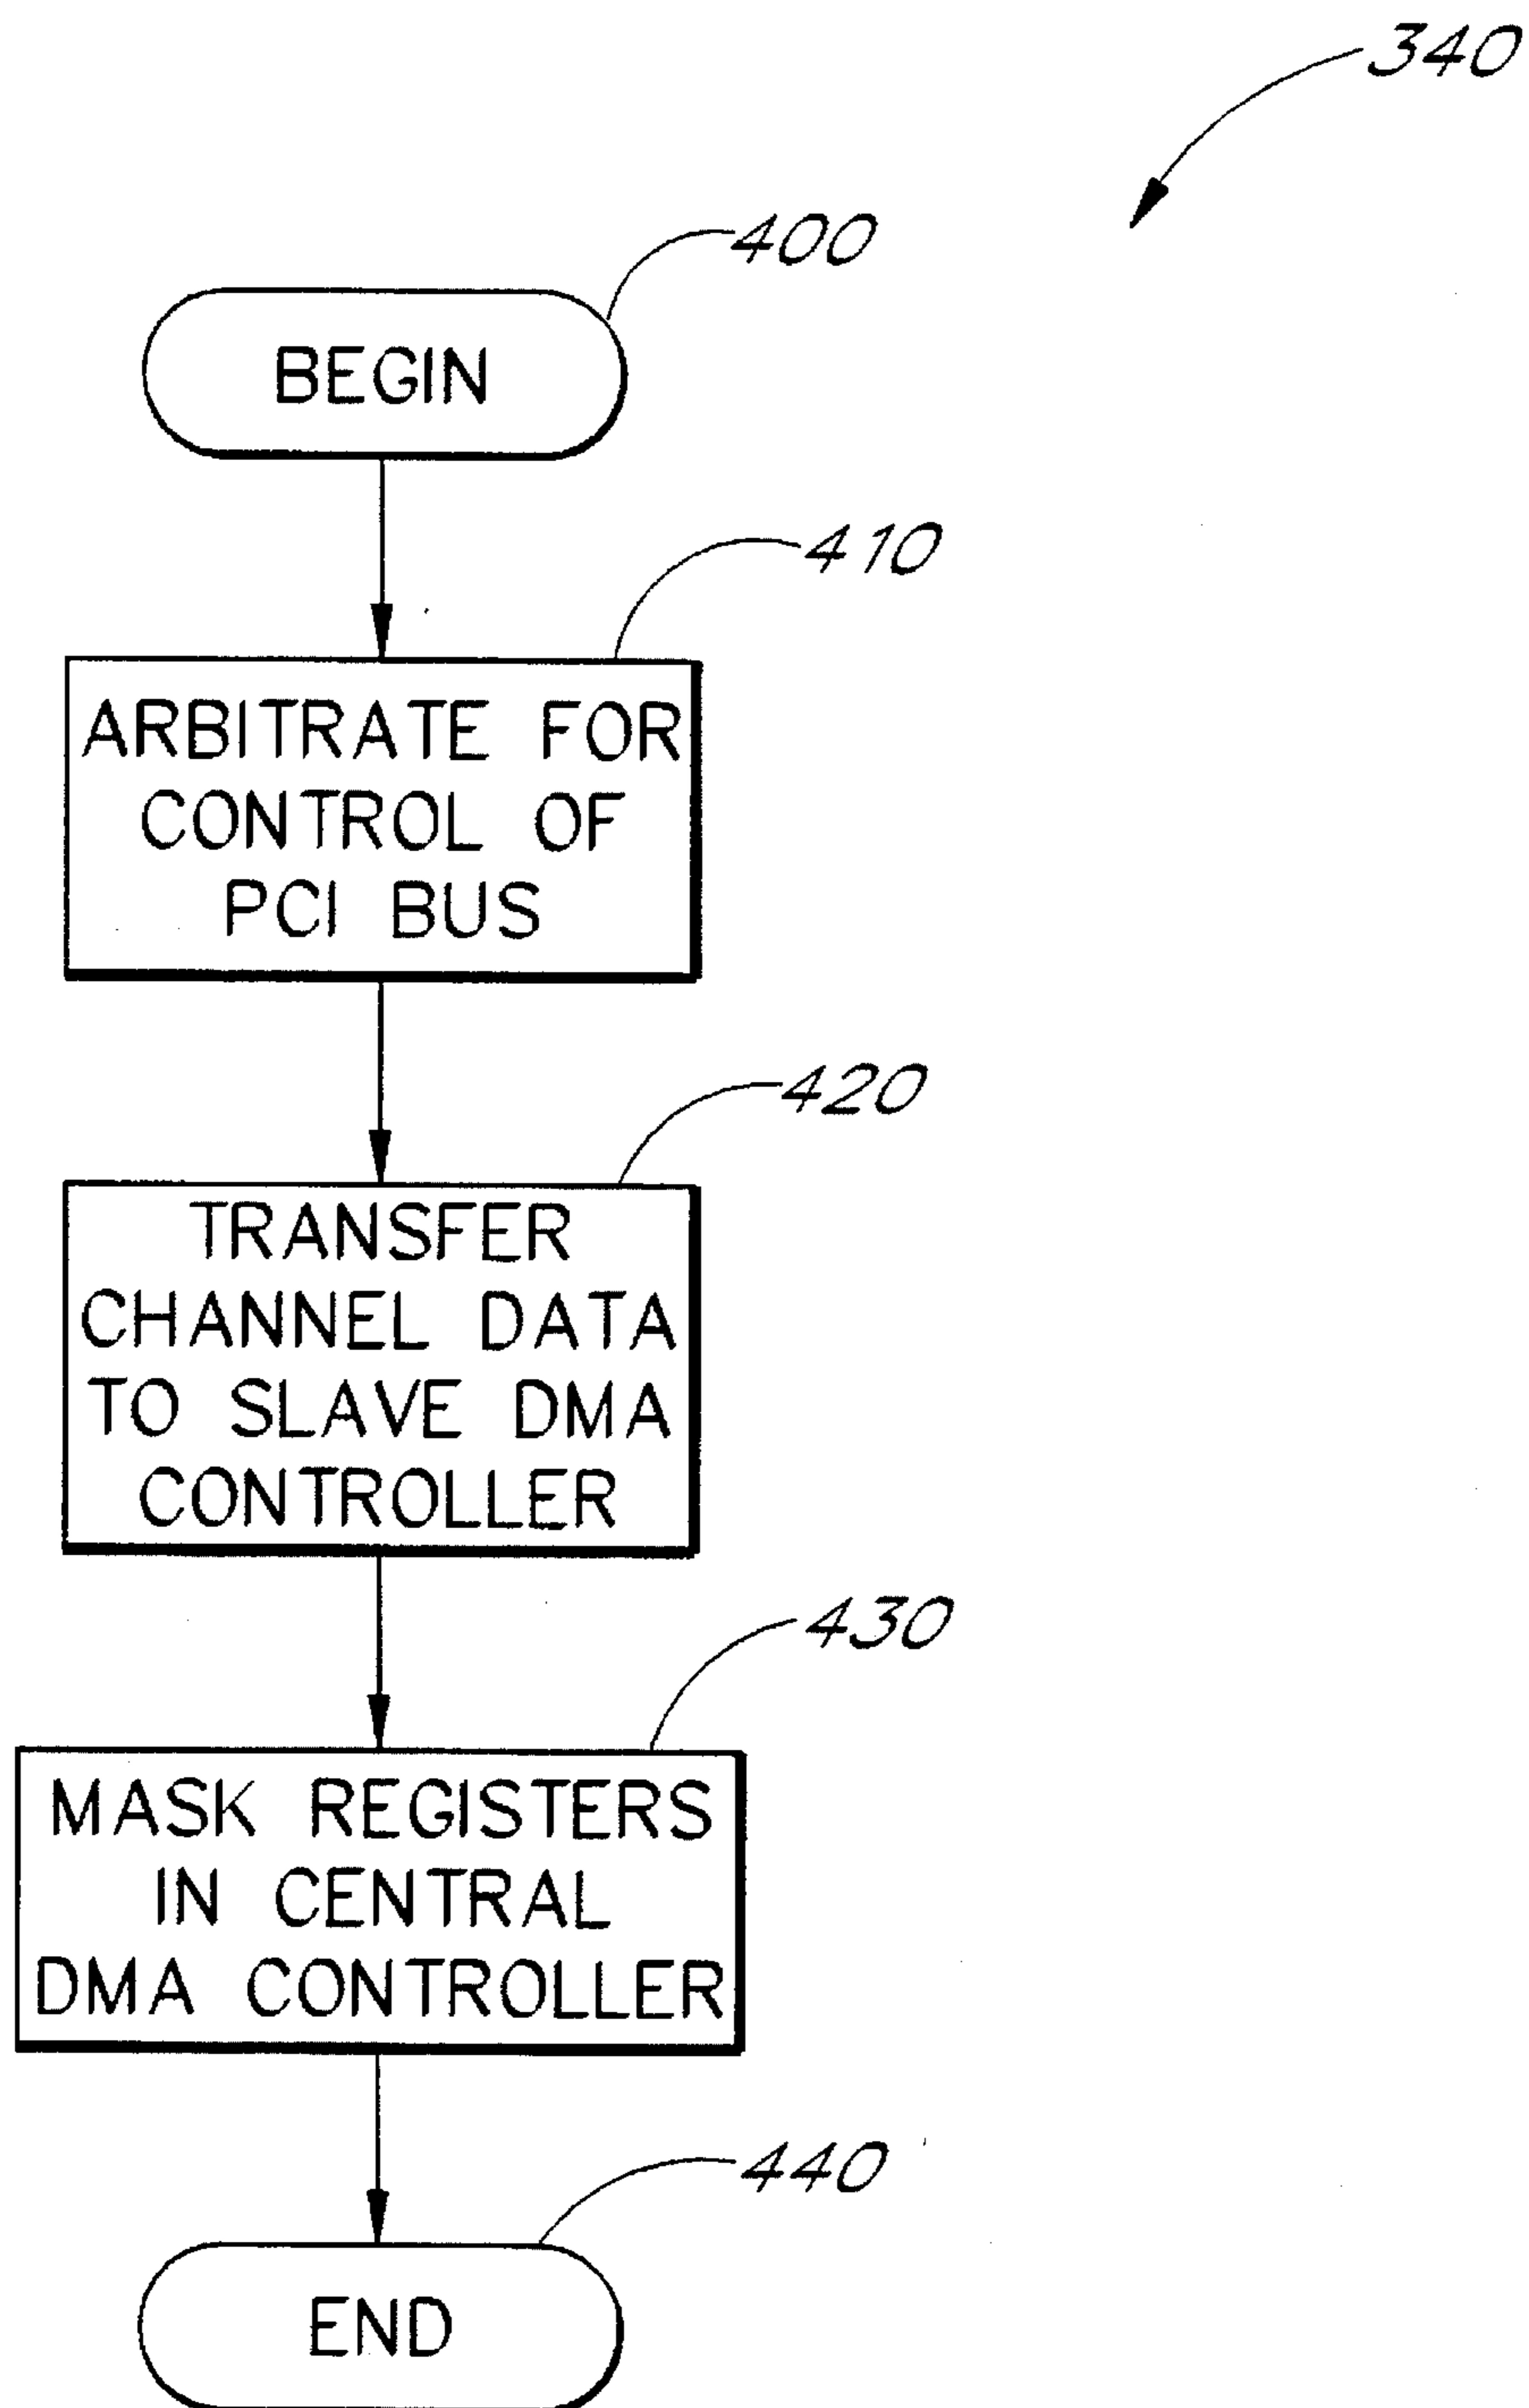 340
400
BEGIN
410
ARBITRATE FOR
CONTROL OF
PCI BUS
420
TRANSFER
CHANNEL DATA
TO SLAVE DMA
CONTROLLER
430
MASK REGISTERS
IN CENTRAL
DMA CONTROLLER
440
END